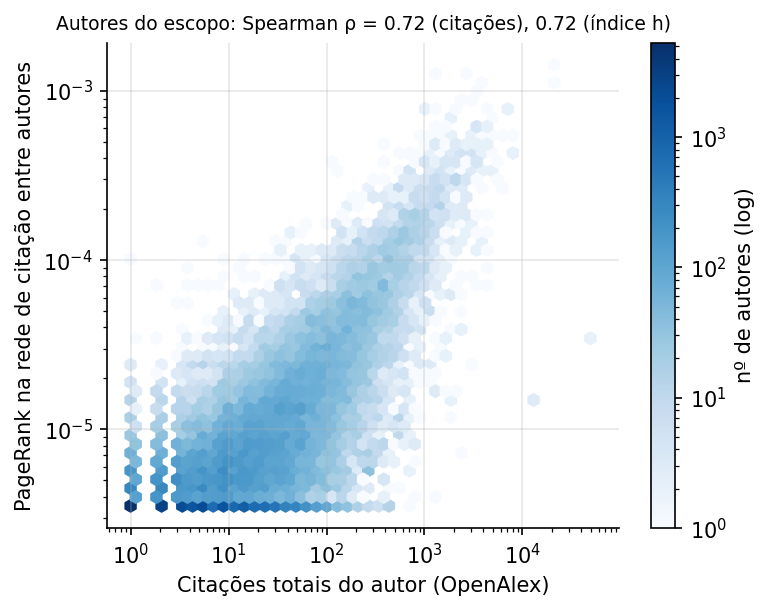 Autores do escopo: Spearman ρ = 0.72 (citações), 0.72 (índice h)
PageRank na rede de citação entre autores
10⁻³
10⁻⁴
10⁻⁵
10⁰ 10¹ 10² 10³ 10⁴
Citações totais do autor (OpenAlex)
10³
10²
10¹
10⁰
nº de autores (log)